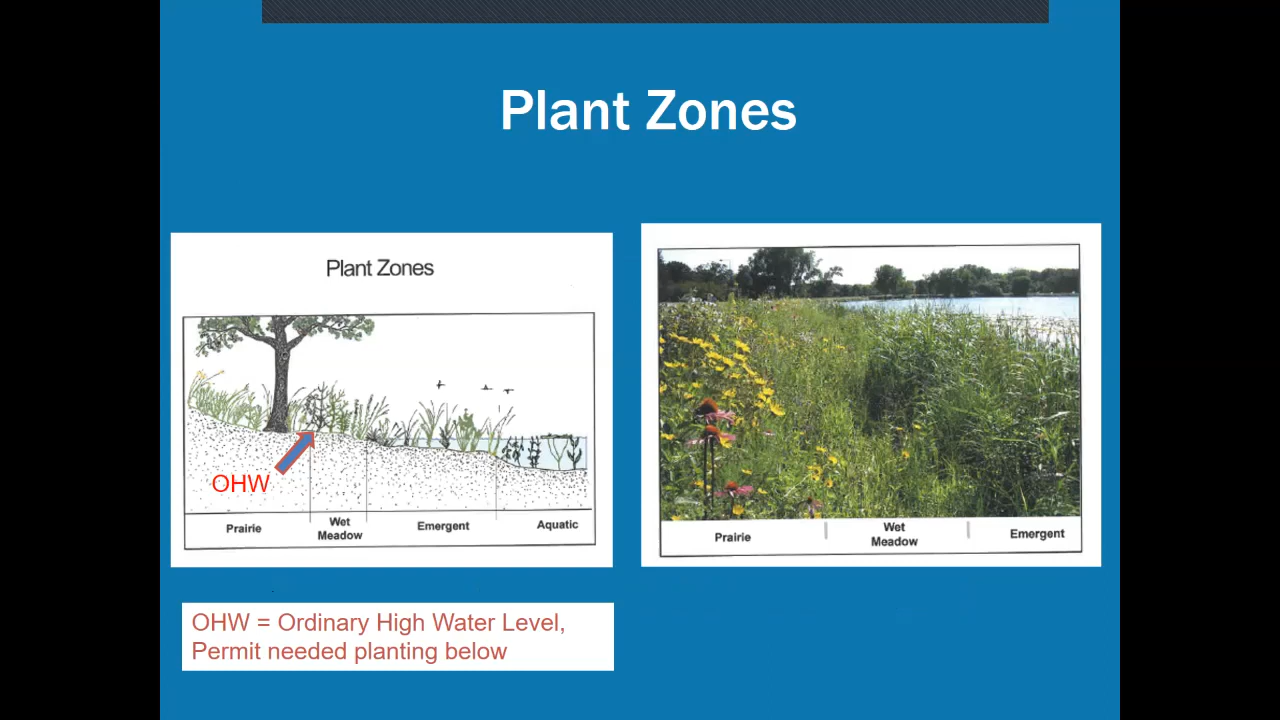 Plant Zones
Plant Zones
OHW
Prairie
Wet
Meadow
Emergent
Aquatic
Prairie
Wet
Meadow
Emergent
OHW = Ordinary High Water Level,
Permit needed planting below